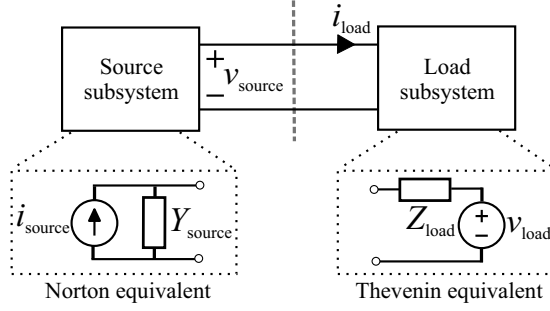 i_load
Source
subsystem
+
v_source
−
Load
subsystem
i_source
Y_source
Z_load
+
−
v_load
Norton equivalent
Thevenin equivalent